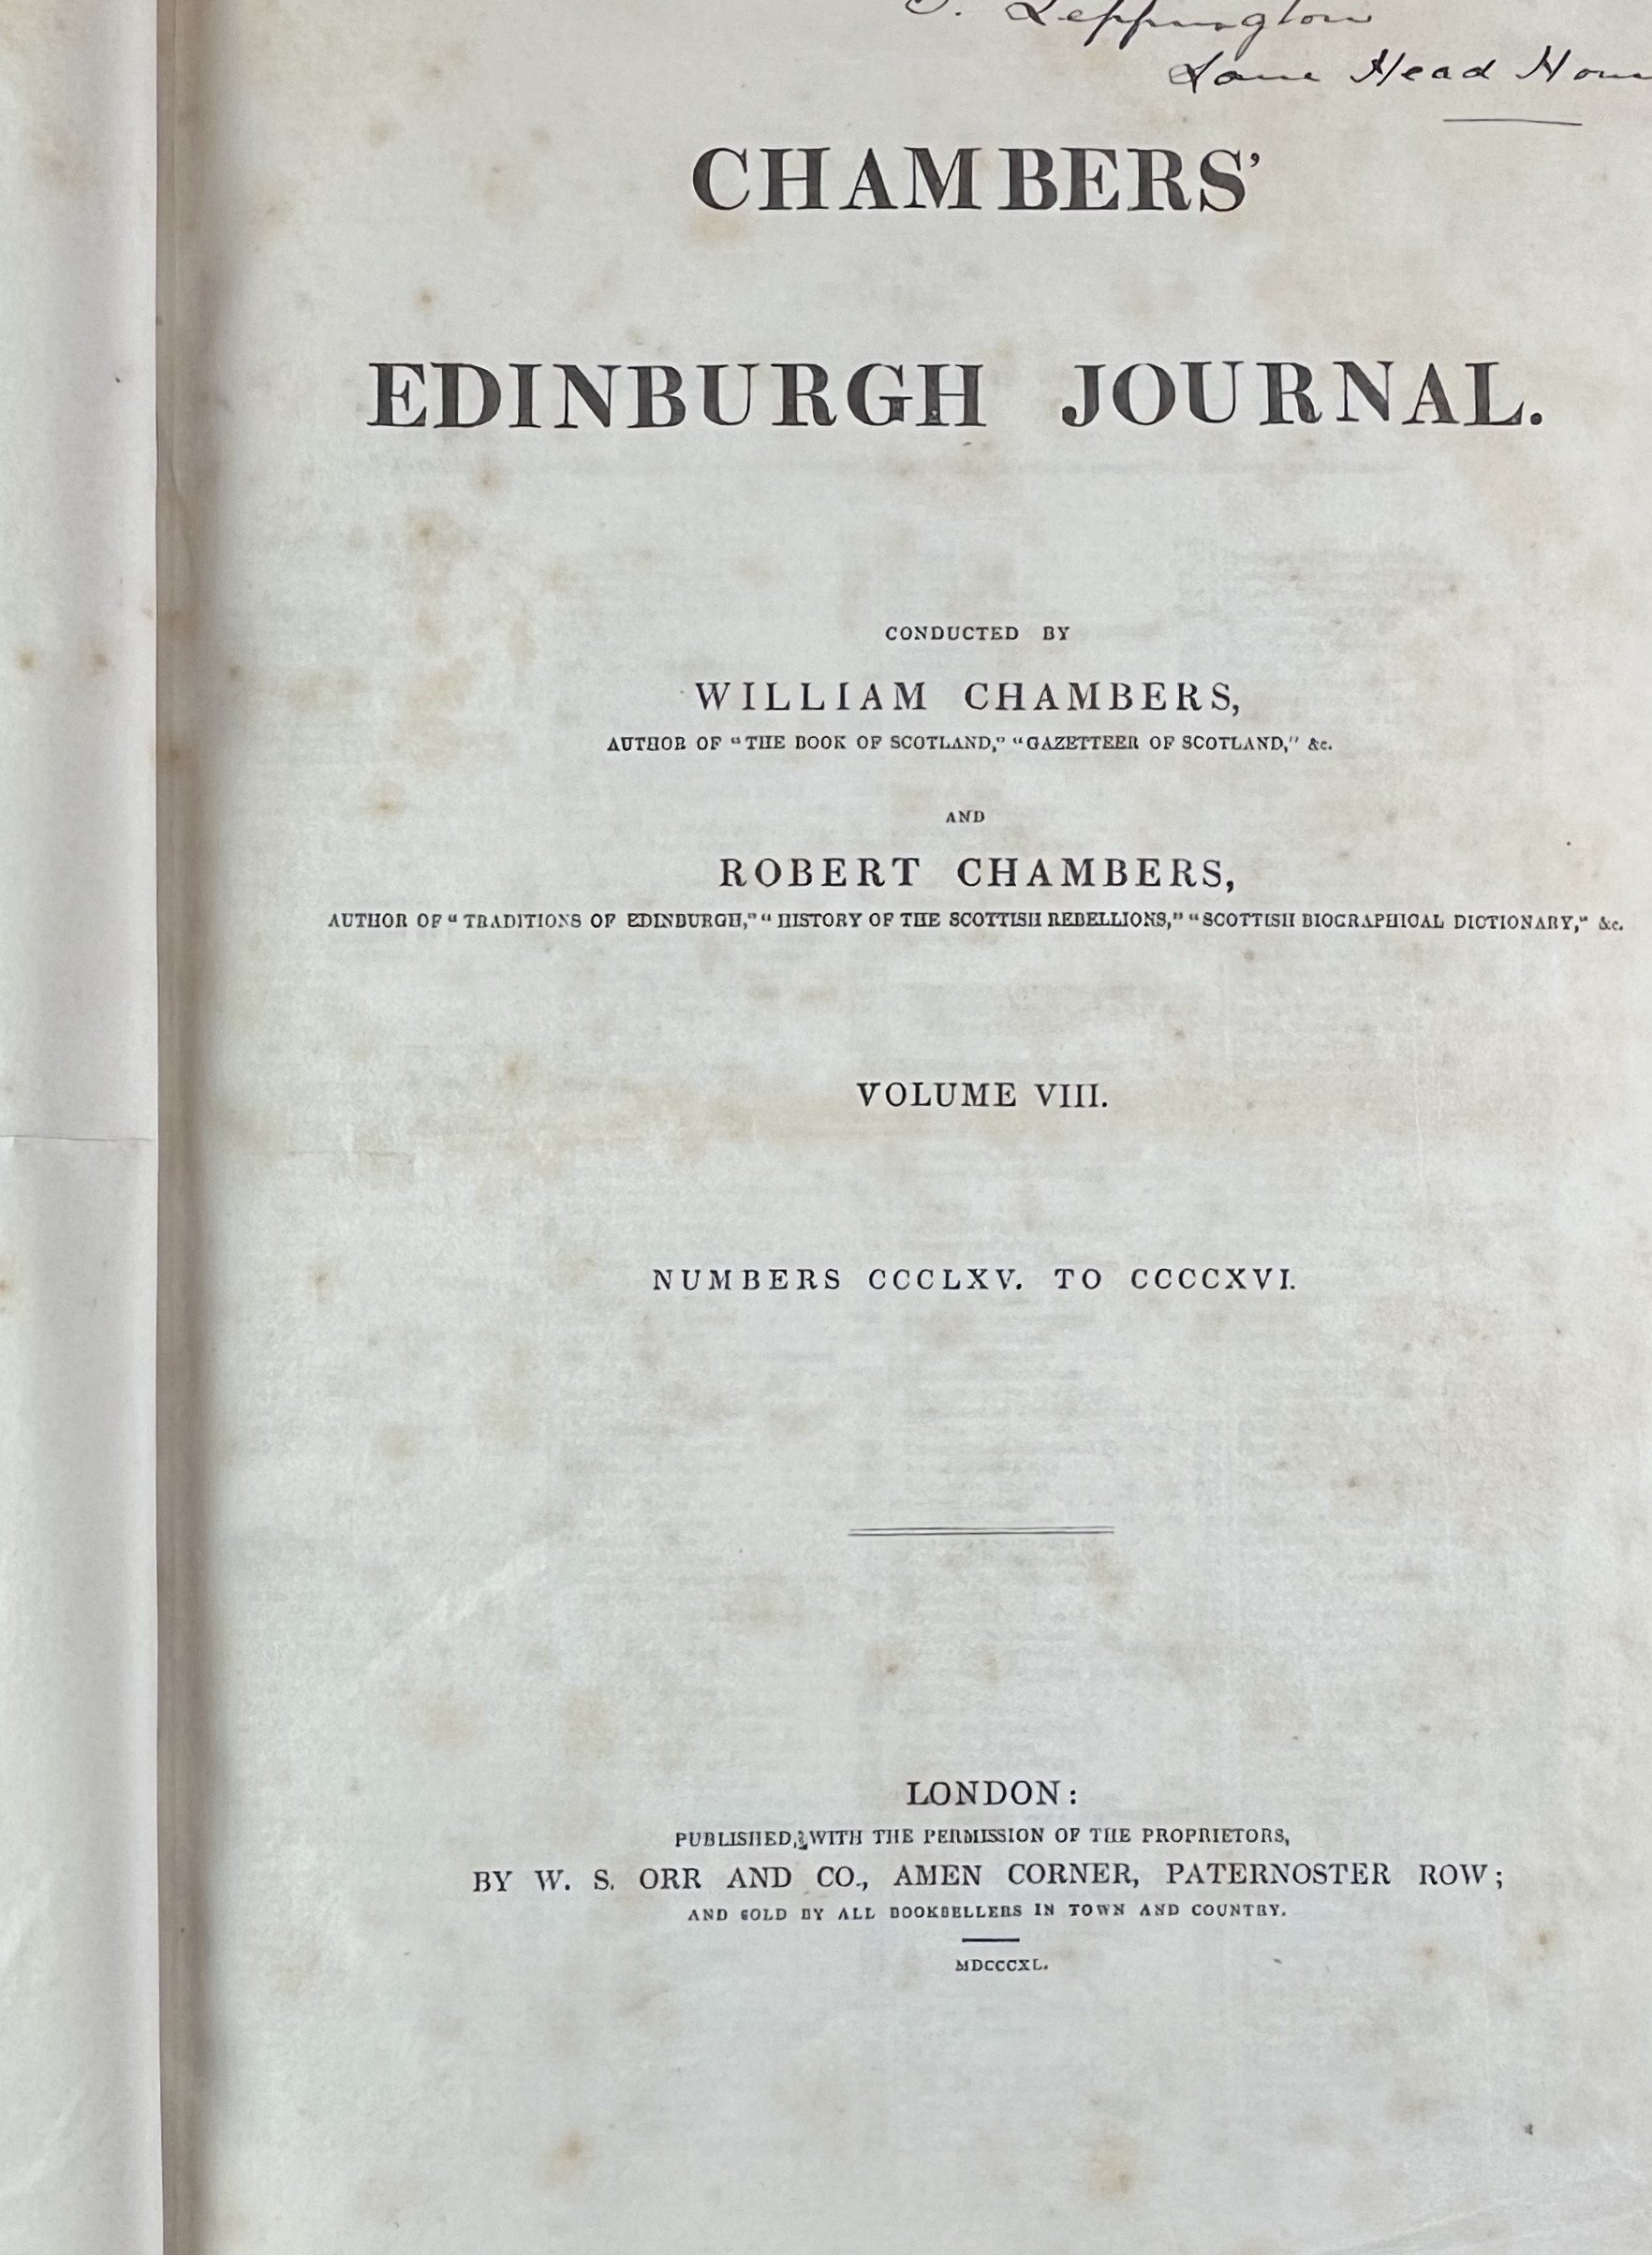 Leppington
Lane Head Hou
CHAMBERS'
EDINBURGH JOURNAL.
CONDUCTED BY
WILLIAM CHAMBERS,
AUTHOR OF "THE BOOK OF SCOTLAND," "GAZETTEER OF SCOTLAND," &c.
AND
ROBERT CHAMBERS,
AUTHOR OF "TRADITIONS OF EDINBURGH," "HISTORY OF THE SCOTTISH REBELLIONS," "SCOTTISH BIOGRAPHICAL DICTIONARY," &c.
VOLUME VIII.
NUMBERS CCCLXV. TO CCCCXVI.
LONDON:
PUBLISHED, WITH THE PERMISSION OF THE PROPRIETORS,
BY W. S. ORR AND CO., AMEN CORNER, PATERNOSTER ROW;
AND SOLD BY ALL BOOKSELLERS IN TOWN AND COUNTRY.
MDCCCXL.